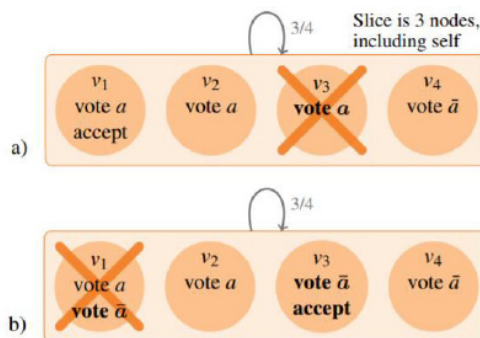 3/4
Slice is 3 nodes,
including self
v₁
vote a
accept
v₂
vote a
v₃
vote a
v₄
vote ā
a)
3/4
v₁
vote a
vote ā
v₂
vote a
v₃
vote ā
accept
v₄
vote ā
b)